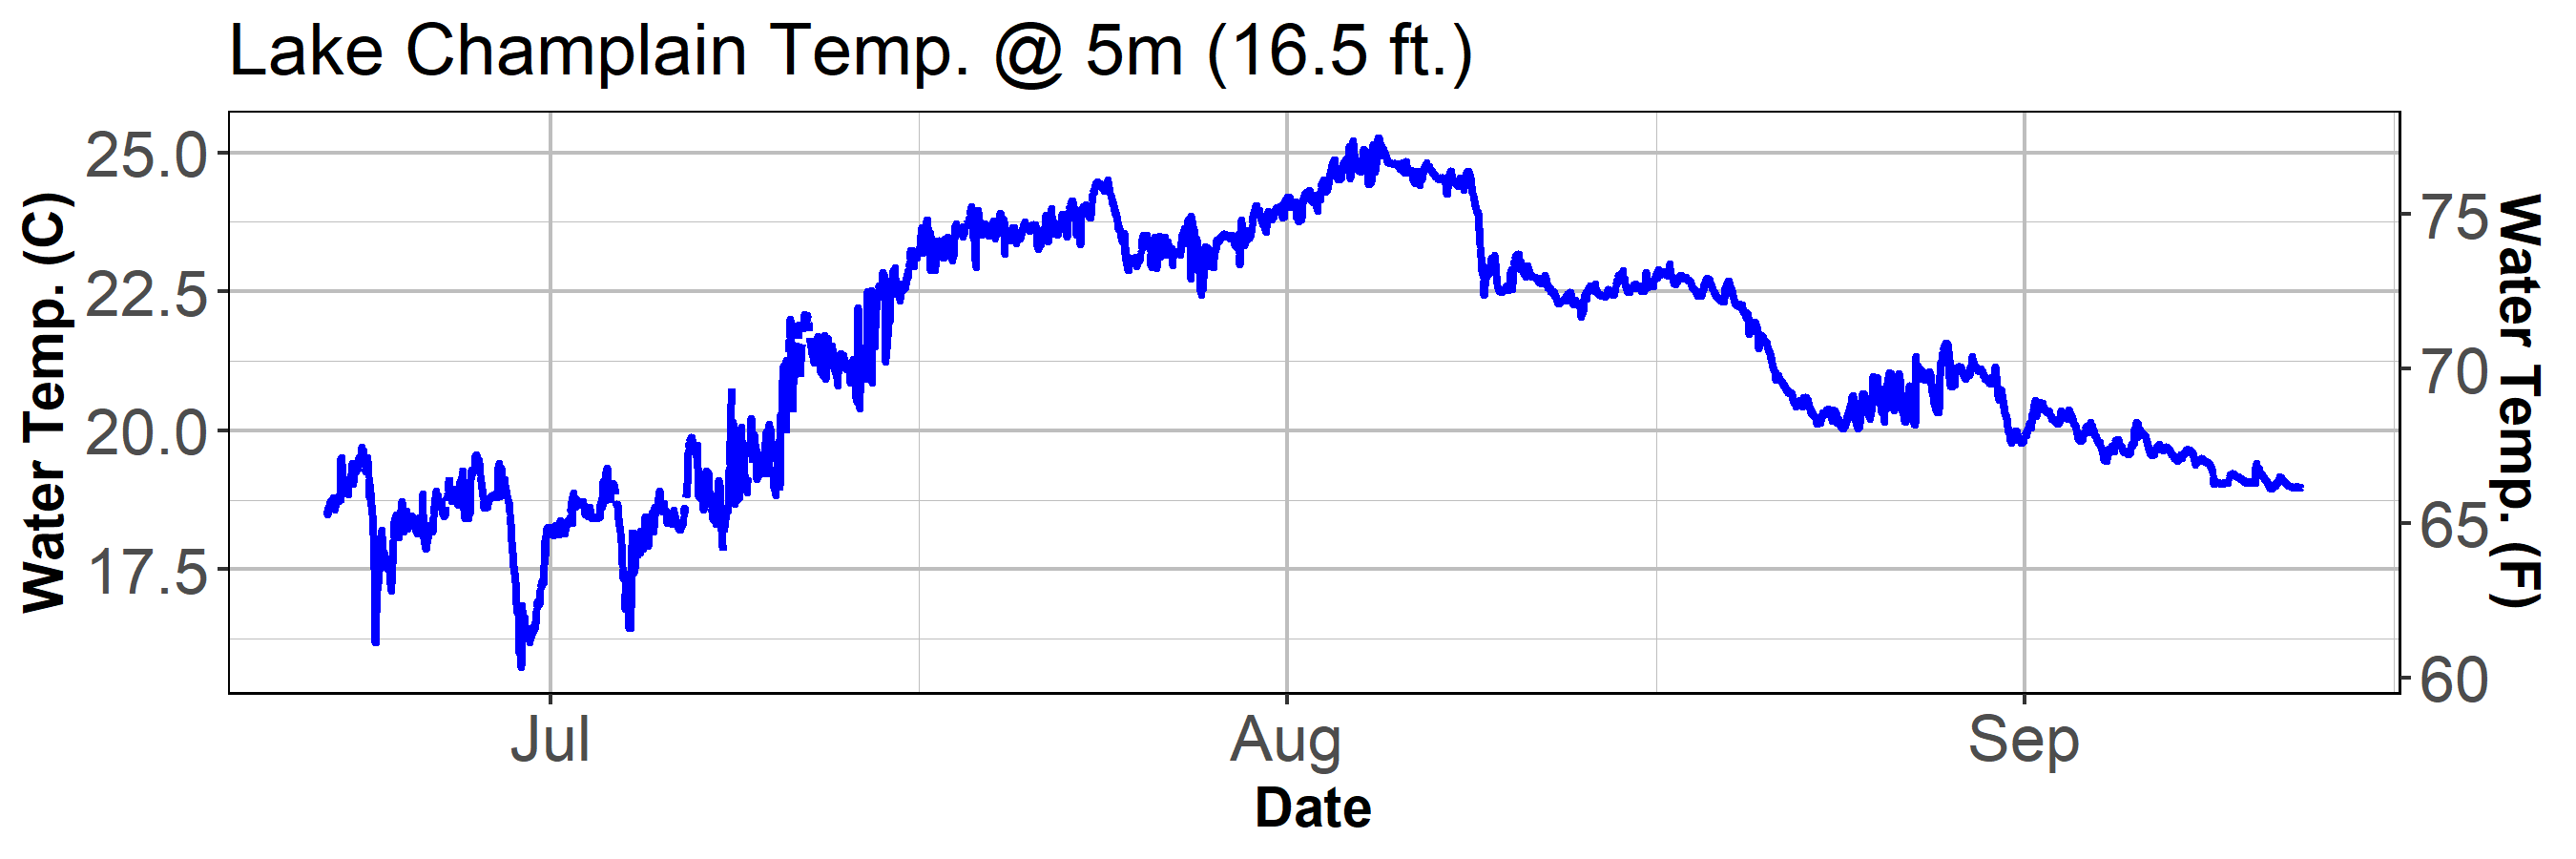 Lake Champlain Temp. @ 5m (16.5 ft.)
Water Temp. (C)
25.0
22.5
20.0
17.5
75
70
65
60
Water Temp. (F)
Jul Aug Sep
Date